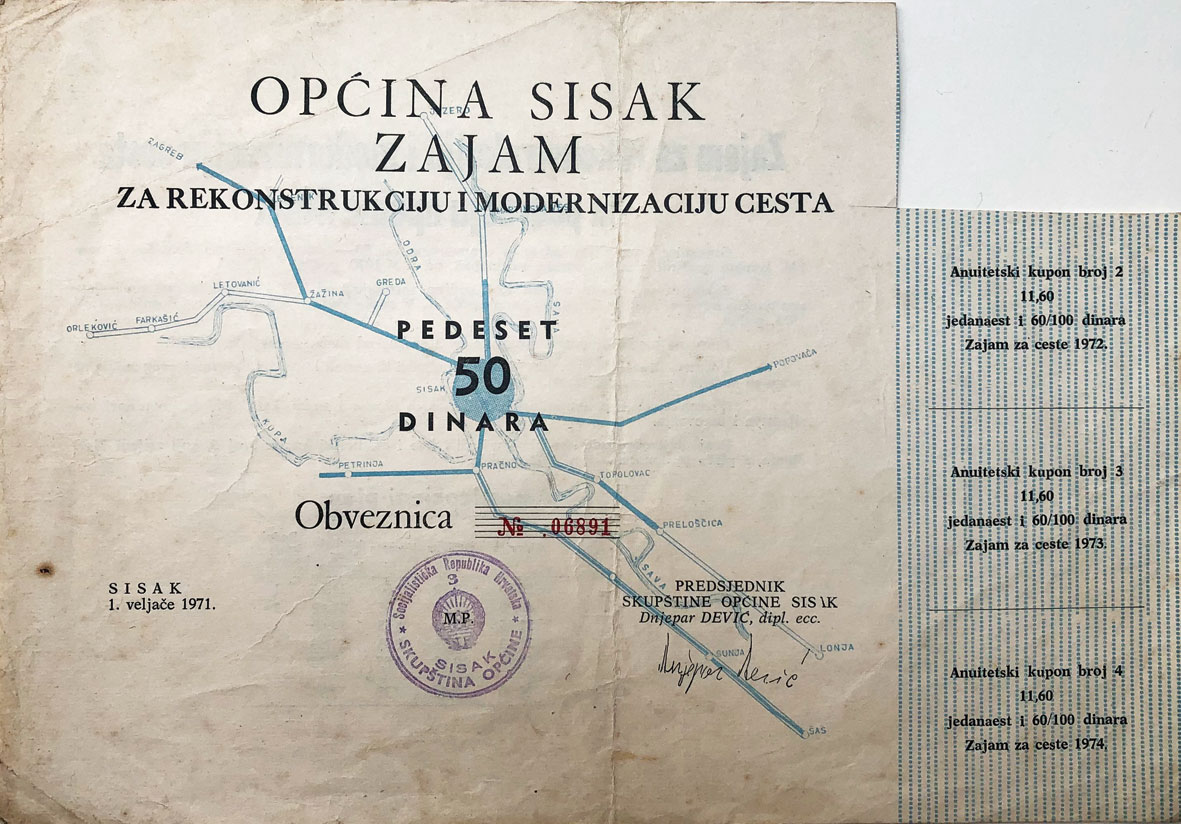 OPĆINA SISAK
ZAJAM
ZA REKONSTRUKCIJU I MODERNIZACIJU CESTA
ZAGREB
ODRA
LETOVANIĆ
ŽAŽINA
GREDA
SAVA
ORLEKOVIĆ
FARKAŠIĆ
PEDESET
50
DINARA
SISAK
POPOVAČA
KUPA
PETRINJA
PRAČNO
TOPOLOVAC
Obveznica
№ 06891
PRELOŠČICA
SAVA
SISAK
1. veljače 1971.
Socijalistička Republika Hrvatska
3
M.P.
SISAK
SKUPŠTINA OPĆINE
PREDSJEDNIK
SKUPŠTINE OPĆINE SISAK
Dnjepar DEVIĆ, dipl. ecc.
Dnjepar Dević
SUNJA
LONJA
ŠAŠ
Anuitetski kupon broj 2
11,60
jedanaest i 60/100 dinara
Zajam za ceste 1972.
Anuitetski kupon broj 3
11,60
jedanaest i 60/100 dinara
Zajam za ceste 1973.
Anuitetski kupon broj 4
11,60
jedanaest i 60/100 dinara
Zajam za ceste 1974.